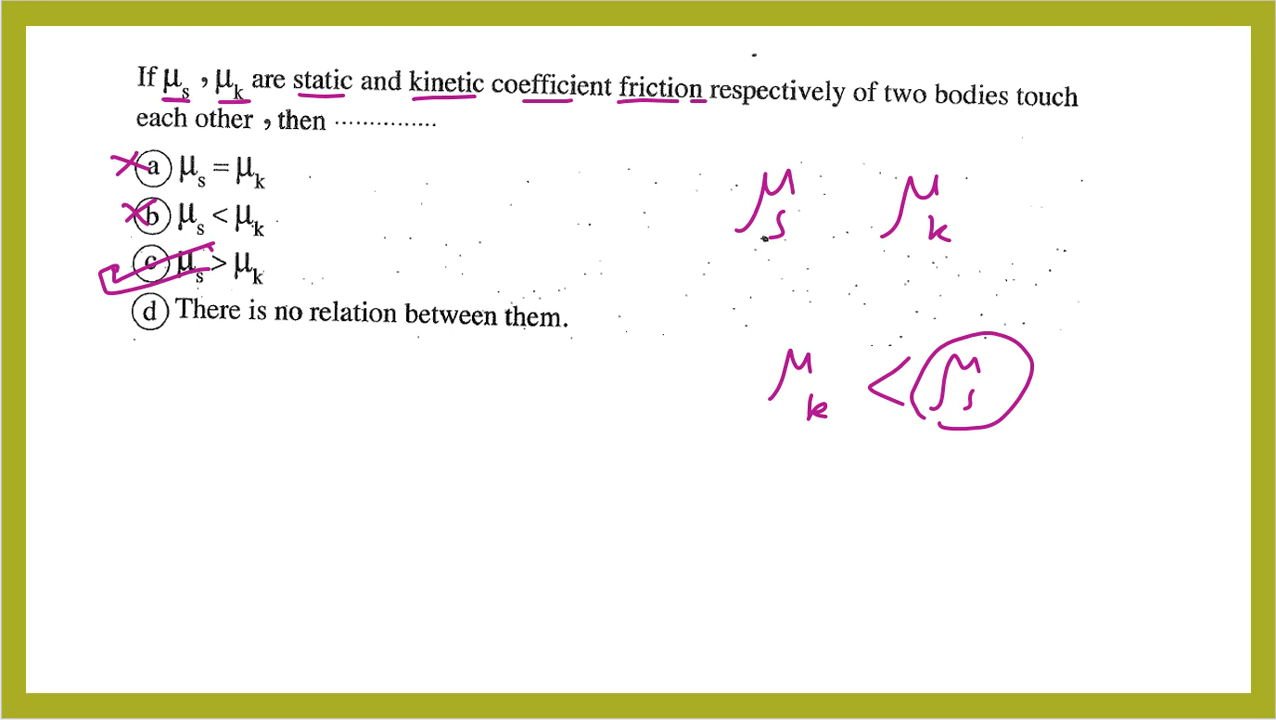 If μs , μk are static and kinetic coefficient friction respectively of two bodies touch
each other , then ...............
a μs = μk
b μs < μk
c μs > μk
d There is no relation between them.
μs μk
μk < μs